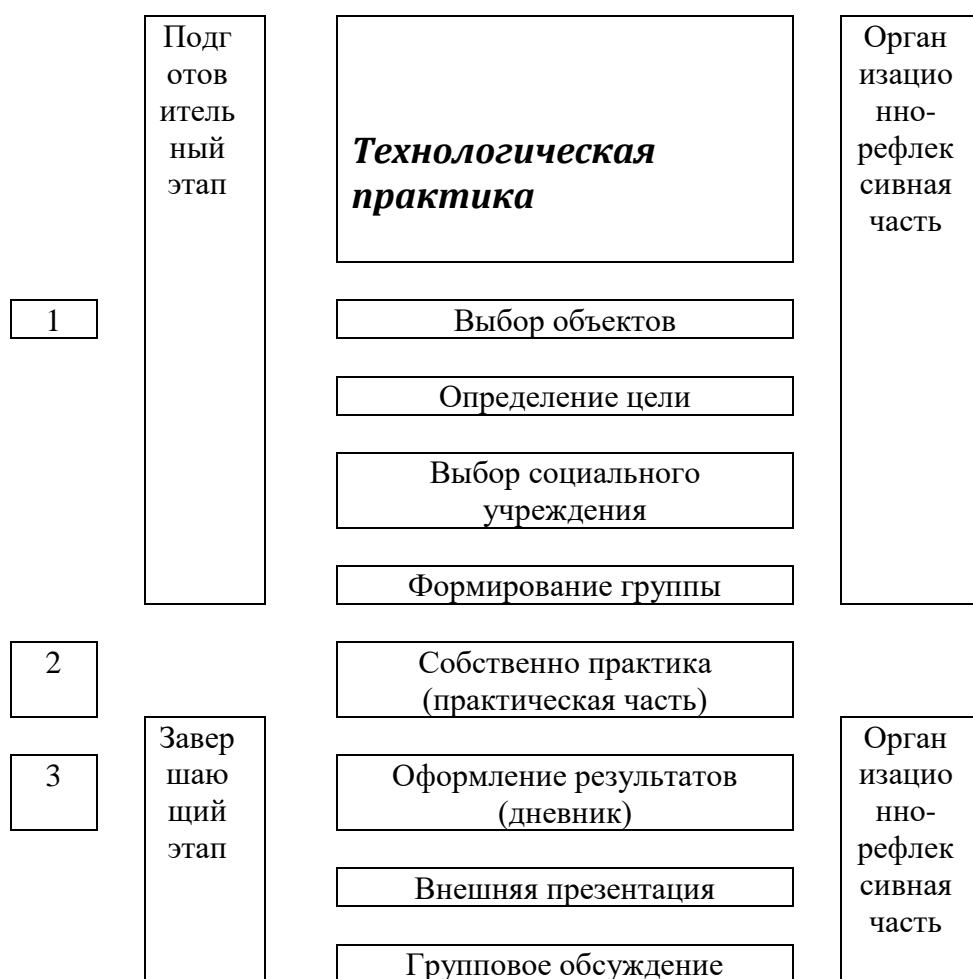 Подг
отов
итель
ный
этап
Технологическая
практика
Орган
изацио
нно-
рефлек
сивная
часть
1
Выбор объектов
Определение цели
Выбор социального
учреждения
Формирование группы
2
Собственно практика
(практическая часть)
Завер
шаю
щий
этап
Орган
изацио
нно-
рефлек
сивная
часть
3
Оформление результатов
(дневник)
Внешняя презентация
Групповое обсуждение